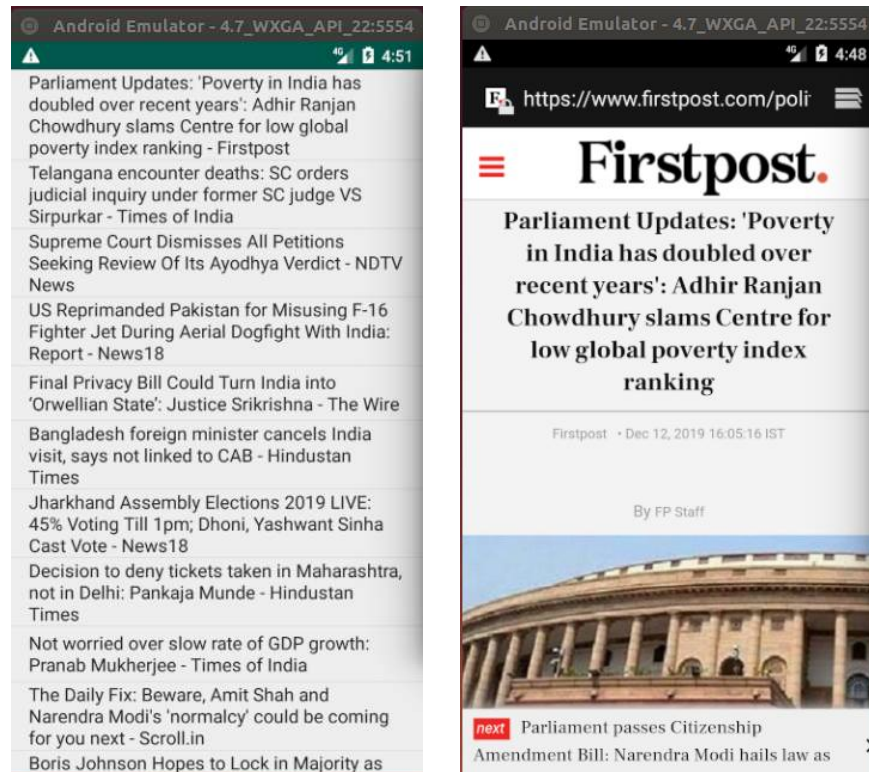 Android Emulator - 4.7_WXGA_API_22:5554
4G 4:51
Parliament Updates: 'Poverty in India has
doubled over recent years': Adhir Ranjan
Chowdhury slams Centre for low global
poverty index ranking - Firstpost
Telangana encounter deaths: SC orders
judicial inquiry under former SC judge VS
Sirpurkar - Times of India
Supreme Court Dismisses All Petitions
Seeking Review Of Its Ayodhya Verdict - NDTV
News
US Reprimanded Pakistan for Misusing F-16
Fighter Jet During Aerial Dogfight With India:
Report - News18
Final Privacy Bill Could Turn India into
‘Orwellian State’: Justice Srikrishna - The Wire
Bangladesh foreign minister cancels India
visit, says not linked to CAB - Hindustan
Times
Jharkhand Assembly Elections 2019 LIVE:
45% Voting Till 1pm; Dhoni, Yashwant Sinha
Cast Vote - News18
Decision to deny tickets taken in Maharashtra,
not in Delhi: Pankaja Munde - Hindustan
Times
Not worried over slow rate of GDP growth:
Pranab Mukherjee - Times of India
The Daily Fix: Beware, Amit Shah and
Narendra Modi's 'normalcy' could be coming
for you next - Scroll.in
Boris Johnson Hopes to Lock in Majority as
Android Emulator - 4.7_WXGA_API_22:5554
4G 4:48
F. https://www.firstpost.com/poli
Firstpost.
Parliament Updates: 'Poverty
in India has doubled over
recent years': Adhir Ranjan
Chowdhury slams Centre for
low global poverty index
ranking
Firstpost • Dec 12, 2019 16:05:16 IST
By FP Staff
next Parliament passes Citizenship
Amendment Bill: Narendra Modi hails law as